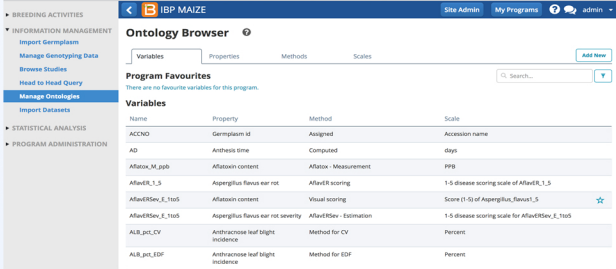 IBP MAIZE
Site Admin
My Programs
admin
BREEDING ACTIVITIES
INFORMATION MANAGEMENT
Import Germplasm
Manage Genotyping Data
Browse Studies
Head to Head Query
Manage Ontologies
Import Datasets
STATISTICAL ANALYSIS
PROGRAM ADMINISTRATION
Ontology Browser
Variables Properties Methods Scales
Add New
Program Favourites
Search...
There are no favourite variables for this program.
Variables
Name Property Method Scale
ACCNO Germplasm id Assigned Accession name
AD Anthesis time Computed days
Aflatox_M_ppb Aflatoxin content Aflatox - Measurement PPB
AflavER_1_5 Aspergillus flavus ear rot AflavER scoring 1-5 disease scoring scale of AflavER_1_5
AflavERSev_E_1to5 Aflatoxin content Visual scoring Score (1-5) of Aspergillus_flavus1_5
AflavERSev_E_1to5 Aspergillus flavus ear rot severity AflavERSev - Estimation 1-5 disease scoring scale for AflavERSev_E_1to5
ALB_pct_CV Anthracnose leaf blight Method for CV Percent
incidence
ALB_pct_EDF Anthracnose leaf blight Method for EDF Percent
incidence